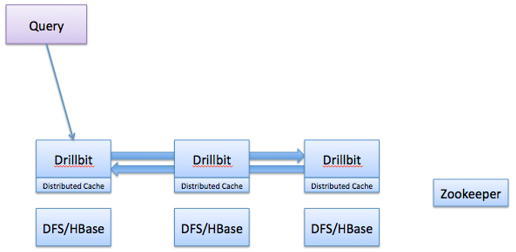 Query
Drillbit
Drillbit
Drillbit
Distributed Cache
Distributed Cache
Distributed Cache
Zookeeper
DFS/HBase
DFS/HBase
DFS/HBase